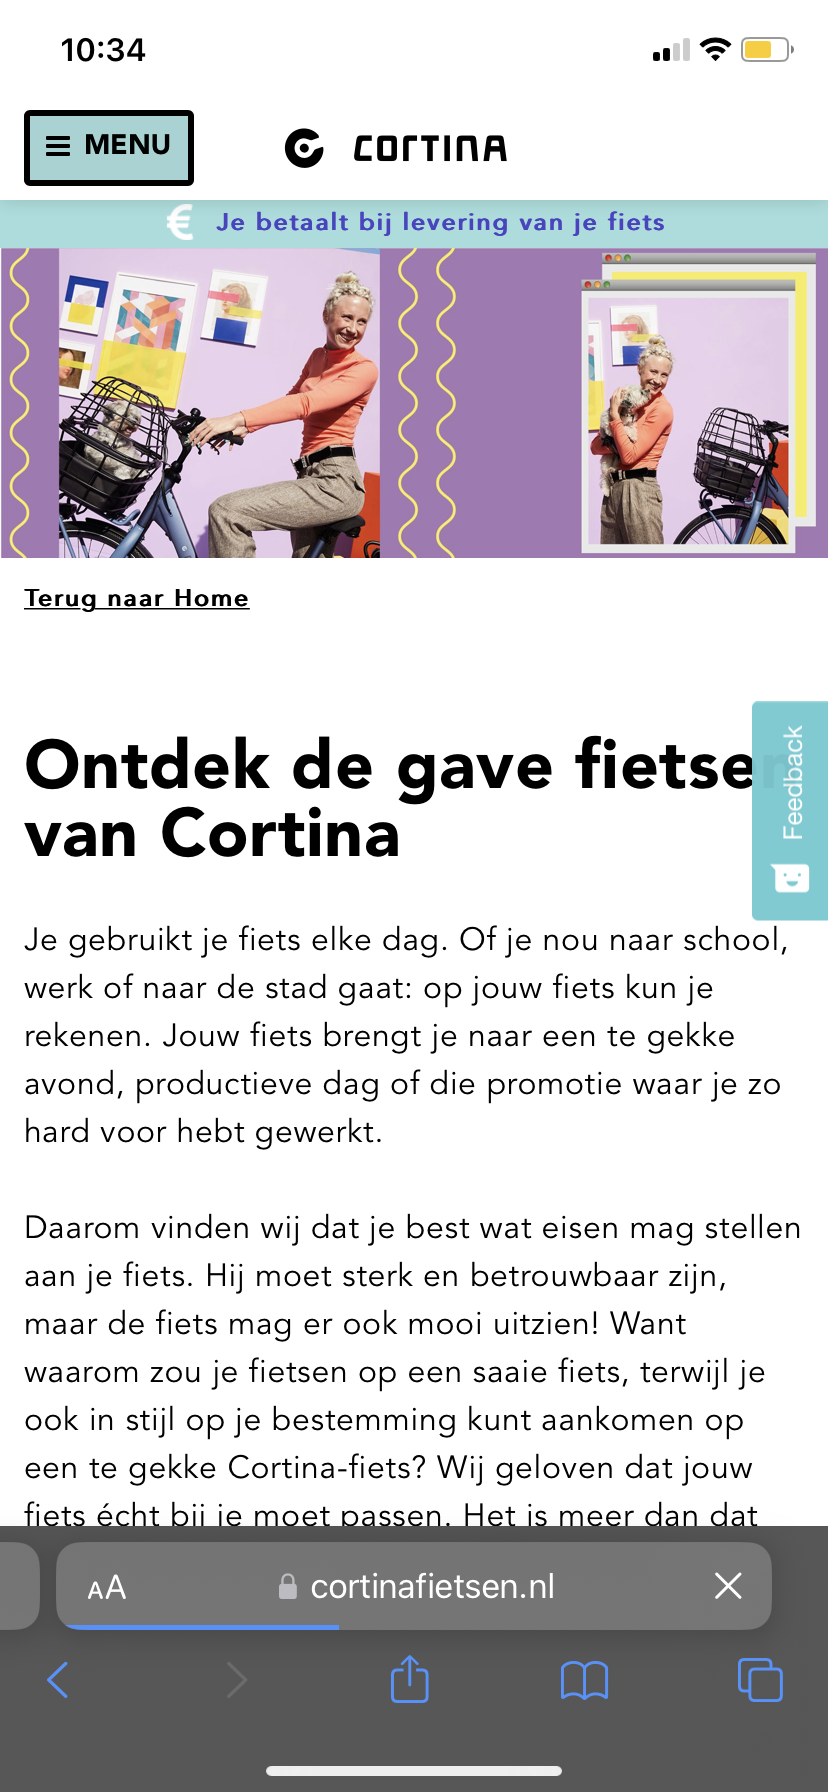 10:34
MENU
CORTINA
€ Je betaalt bij levering van je fiets
Terug naar Home
Ontdek de gave fietsen
van Cortina
Feedback
Je gebruikt je fiets elke dag. Of je nou naar school,
werk of naar de stad gaat: op jouw fiets kun je
rekenen. Jouw fiets brengt je naar een te gekke
avond, productieve dag of die promotie waar je zo
hard voor hebt gewerkt.
Daarom vinden wij dat je best wat eisen mag stellen
aan je fiets. Hij moet sterk en betrouwbaar zijn,
maar de fiets mag er ook mooi uitzien! Want
waarom zou je fietsen op een saaie fiets, terwijl je
ook in stijl op je bestemming kunt aankomen op
een te gekke Cortina-fiets? Wij geloven dat jouw
fiets écht bij je moet passen. Het is meer dan dat
AA
cortinafietsen.nl